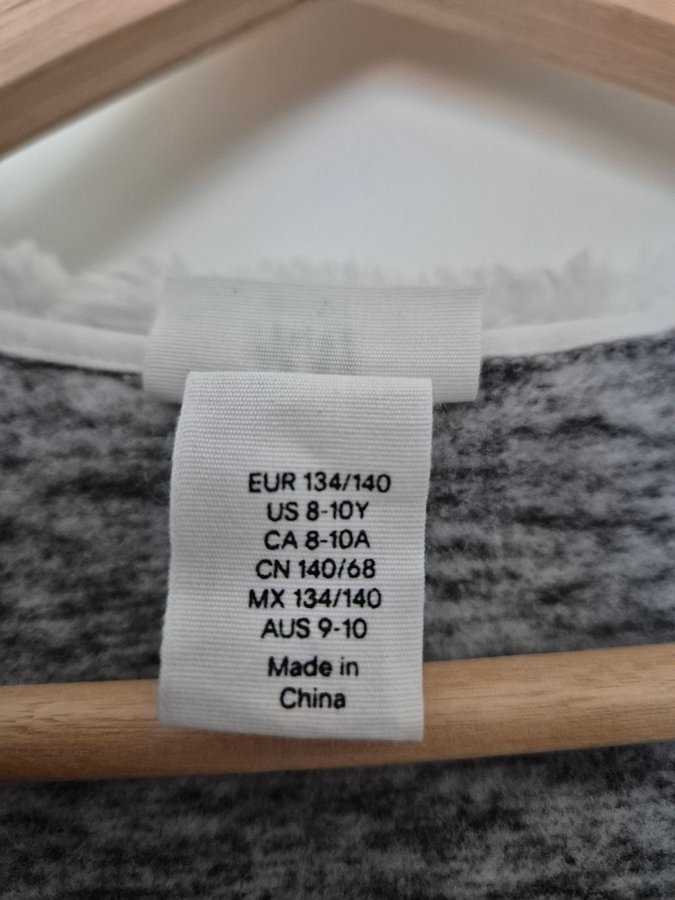 EUR 134/140
US 8-10Y
CA 8-10A
CN 140/68
MX 134/140
AUS 9-10
Made in
China